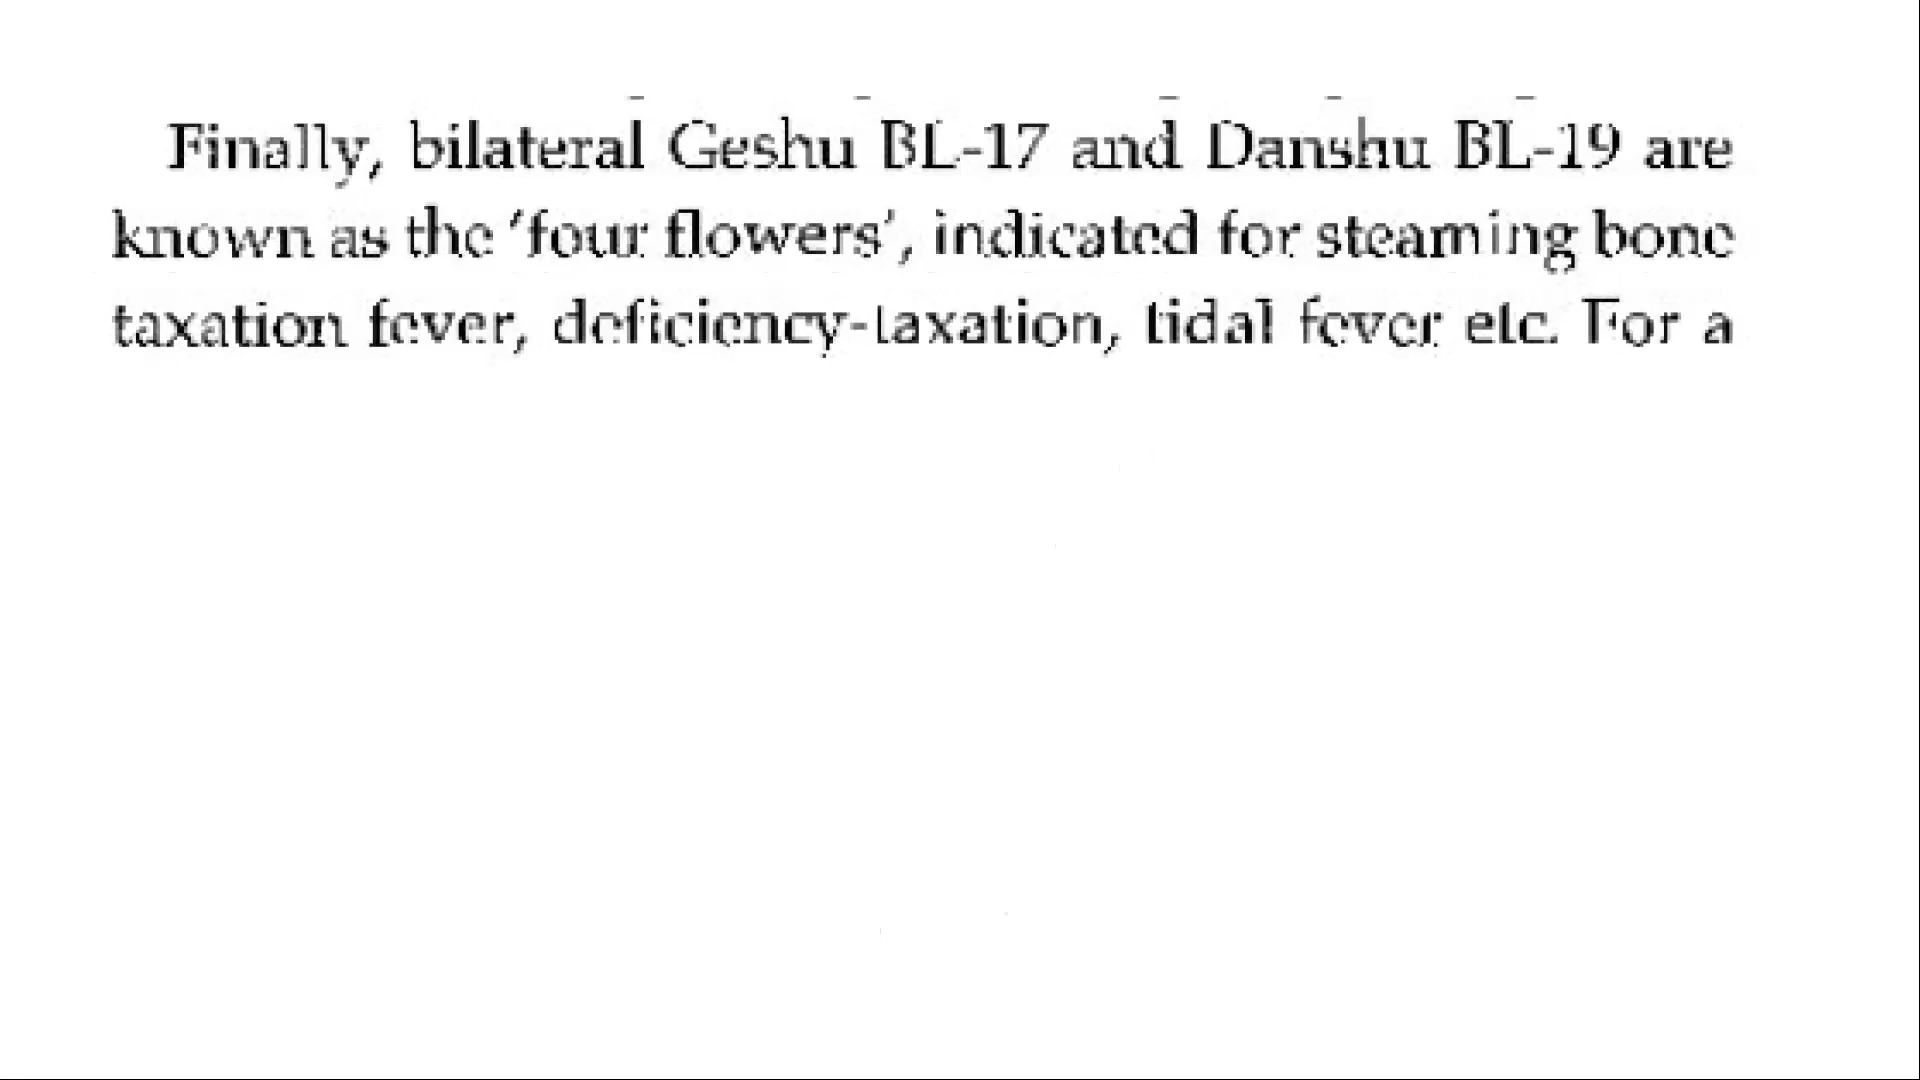 Finally, bilateral Geshu BL-17 and Danshu BL-19 are
known as the ‘four flowers’, indicated for steaming bone
taxation fever, deficiency-taxation, tidal fever etc. For a